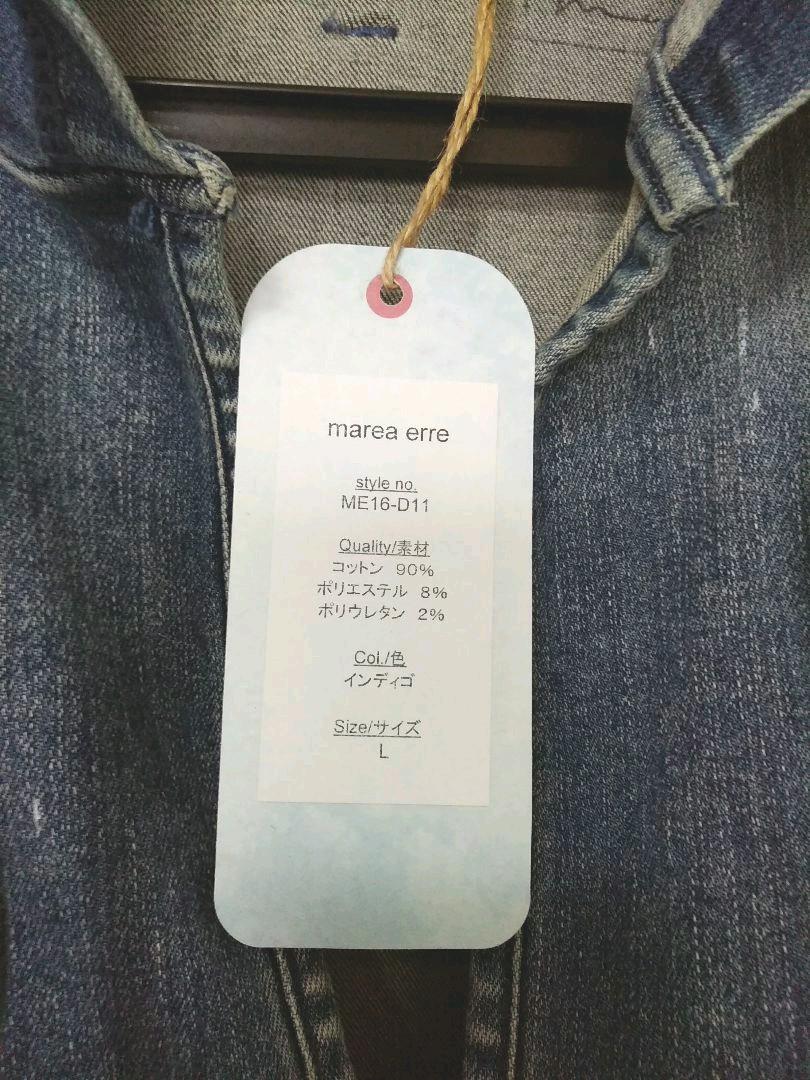 marea erre
style no.
ME16-D11
Quality/素材
コットン 90%
ポリエステル 8%
ポリウレタン 2%
Col./色
インディゴ
Size/サイズ
L